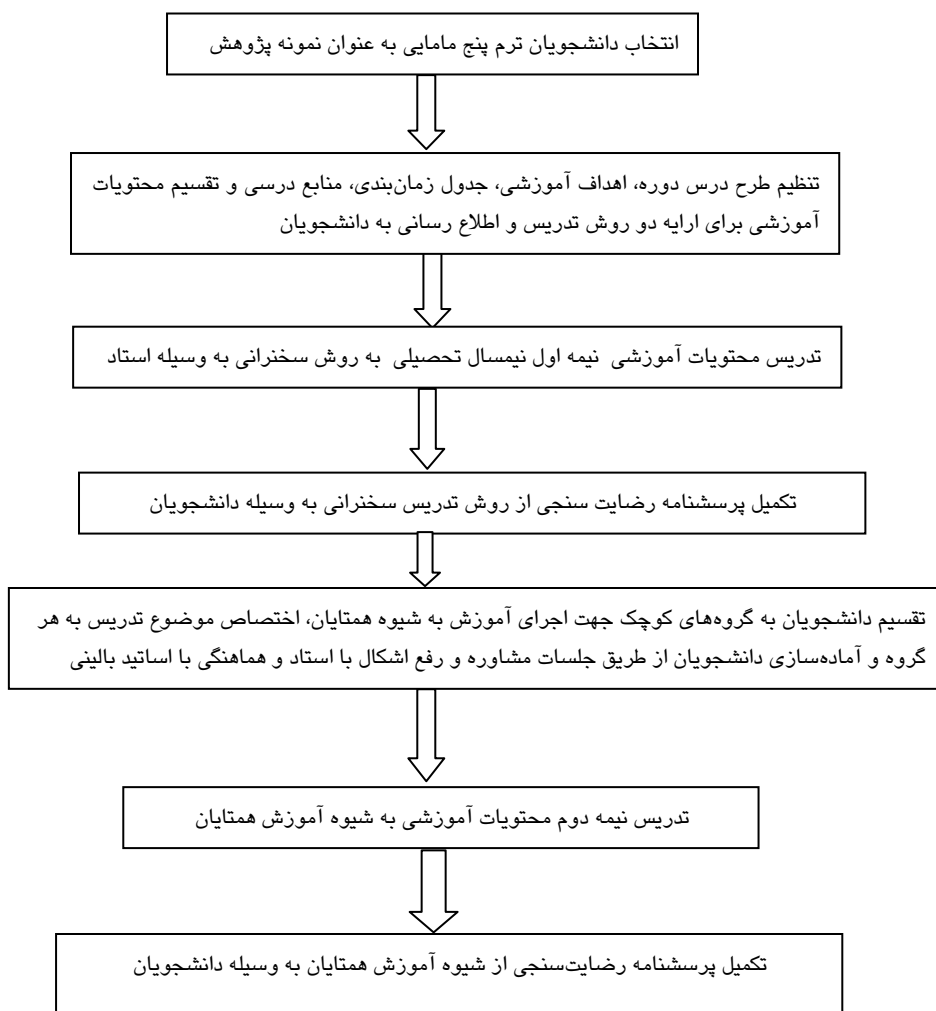 انتخاب دانشجویان ترم پنج مامایی به عنوان نمونه پژوهش
تنظیم طرح درس دوره، اهداف آموزشی، جدول زمان‌بندی، منابع درسی و تقسیم محتویات
آموزشی برای ارایه دو روش تدریس و اطلاع رسانی به دانشجویان
تدریس محتویات آموزشی نیمه اول نیمسال تحصیلی به روش سخنرانی به وسیله استاد
تکمیل پرسشنامه رضایت سنجی از روش تدریس سخنرانی به وسیله دانشجویان
تقسیم دانشجویان به گروه‌های کوچک جهت اجرای آموزش به شیوه همتایان، اختصاص موضوع تدریس به هر
گروه و آماده‌سازی دانشجویان از طریق جلسات مشاوره و رفع اشکال با استاد و هماهنگی با اساتید بالینی
تدریس نیمه دوم محتویات آموزشی به شیوه آموزش همتایان
تکمیل پرسشنامه رضایت‌سنجی از شیوه آموزش همتایان به وسیله دانشجویان